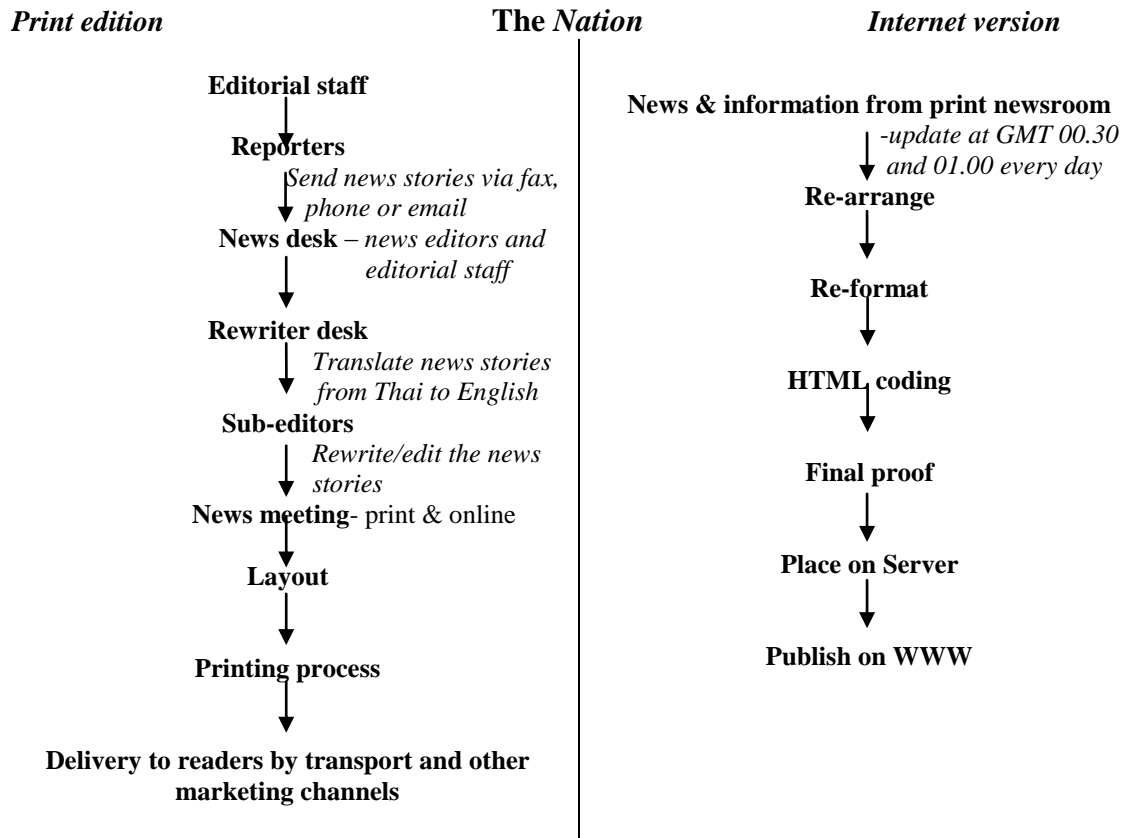 Print edition
The Nation
Internet version
Editorial staff
Reporters
Send news stories via fax,
phone or email
News desk – news editors and
editorial staff
Rewriter desk
Translate news stories
from Thai to English
Sub-editors
Rewrite/edit the news
stories
News meeting- print & online
Layout
Printing process
Delivery to readers by transport and other
marketing channels
News & information from print newsroom
-update at GMT 00.30
and 01.00 every day
Re-arrange
Re-format
HTML coding
Final proof
Place on Server
Publish on WWW